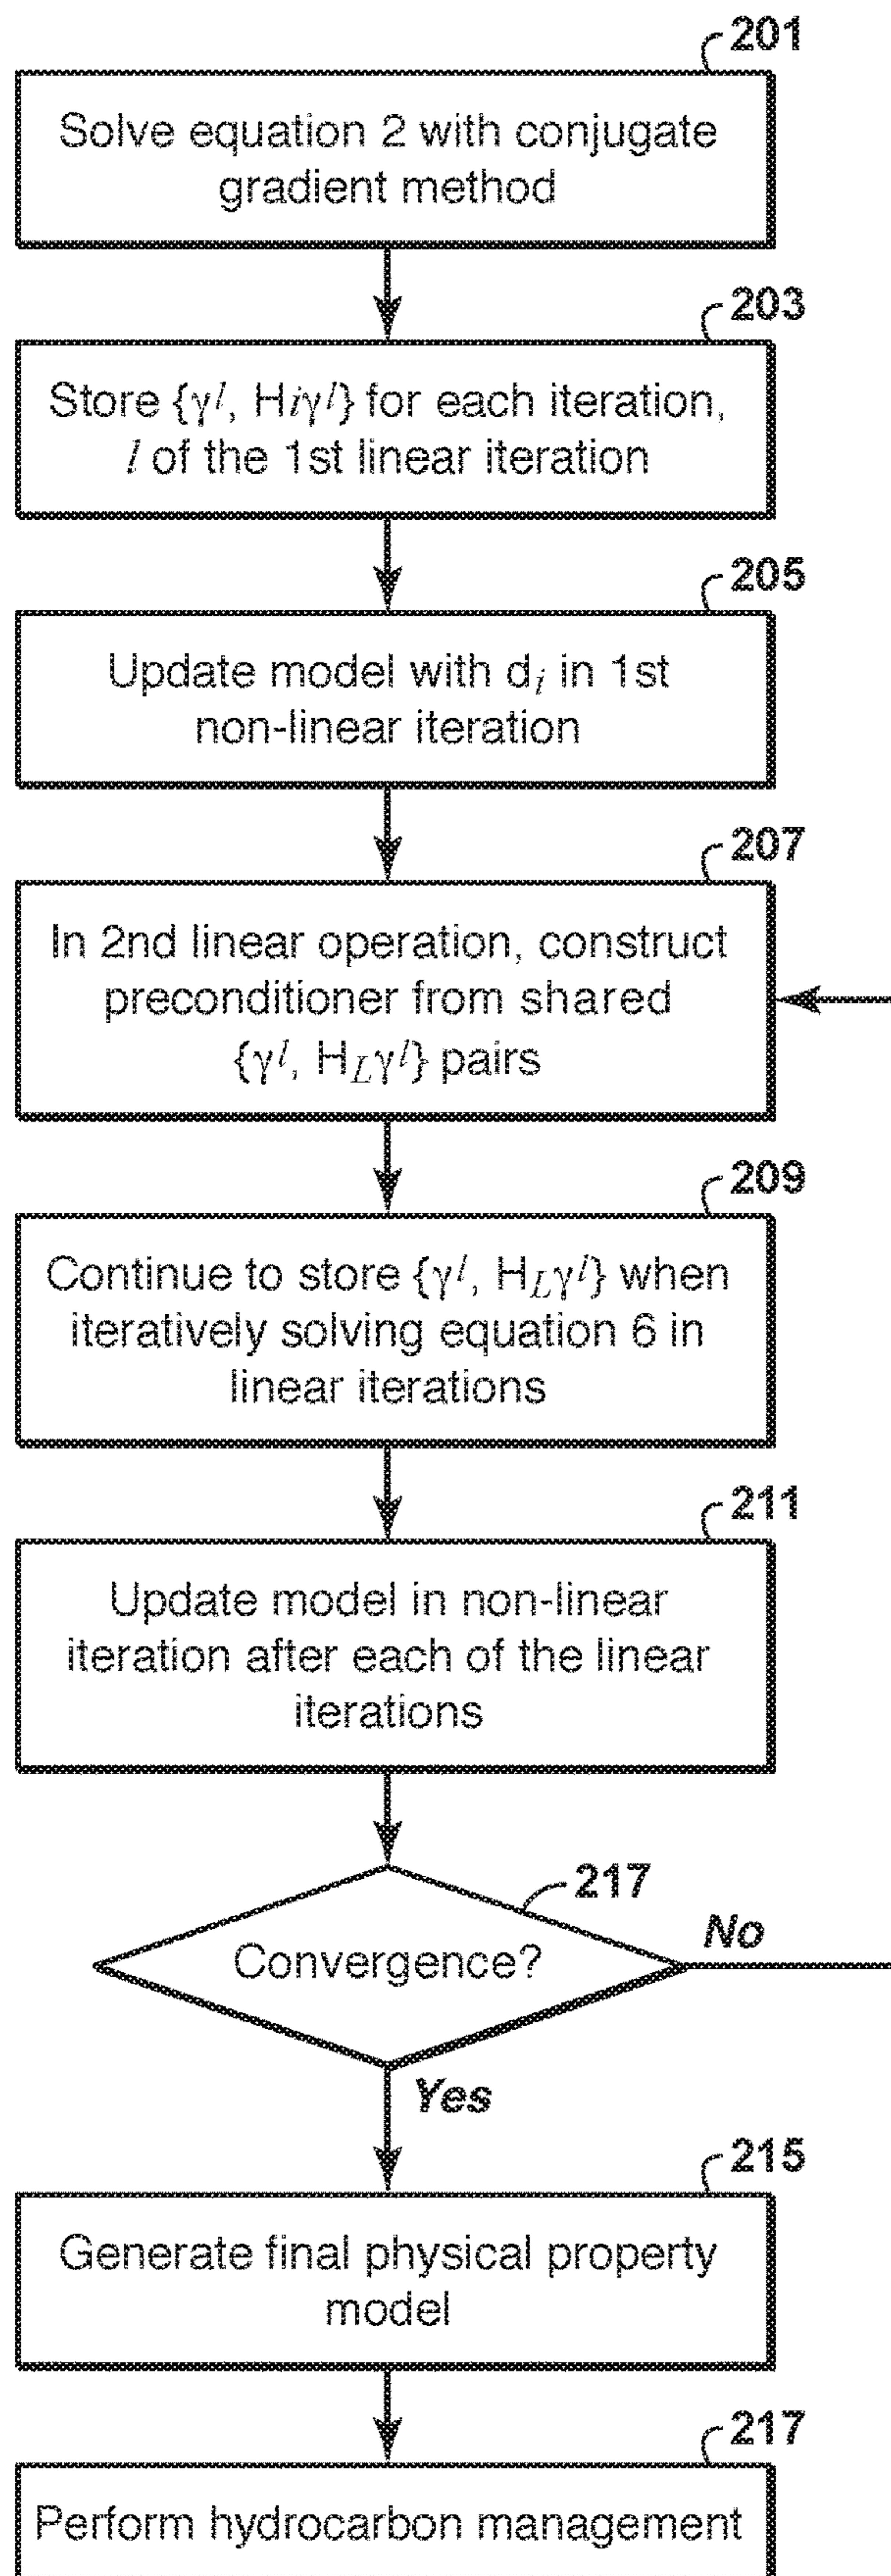 201
Solve equation 2 with conjugate
gradient method
203
Store {γˡ, Hiγˡ} for each iteration,
l of the 1st linear iteration
205
Update model with dᵢ in 1st
non-linear iteration
207
In 2nd linear operation, construct
preconditioner from shared
{γˡ, H_Lγˡ} pairs
209
Continue to store {γˡ, H_Lγˡ} when
iteratively solving equation 6 in
linear iterations
211
Update model in non-linear
iteration after each of the linear
iterations
217
Convergence?
No
Yes
215
Generate final physical property
model
217
Perform hydrocarbon management